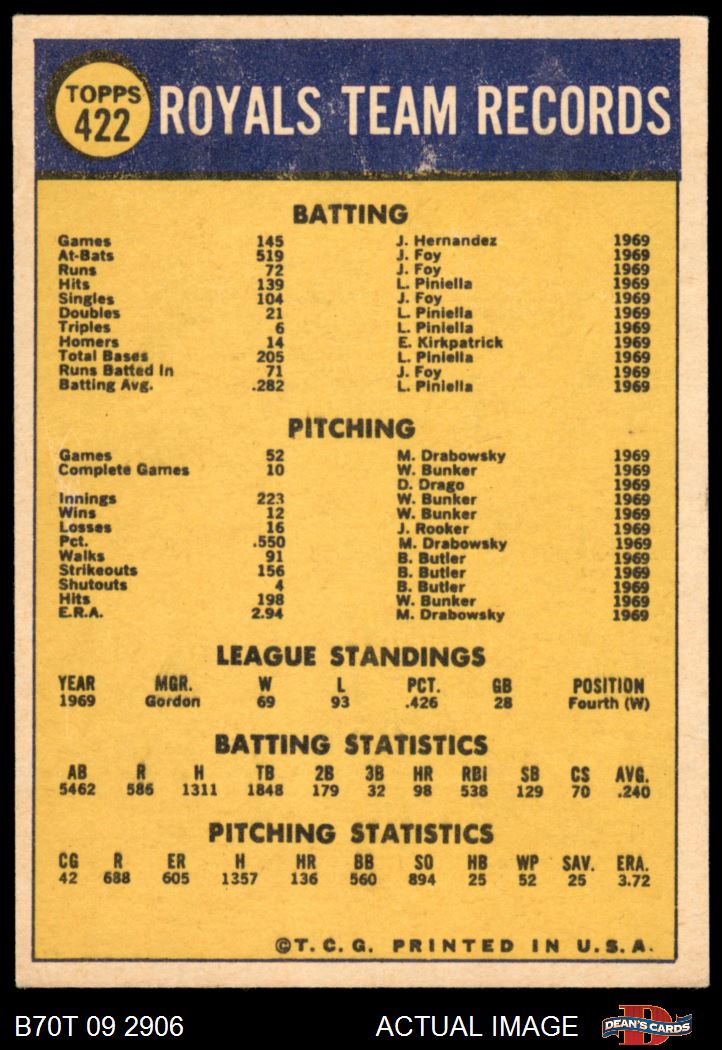 TOPPS
422
ROYALS TEAM RECORDS
BATTING
Games 145 J. Hernandez 1969
At-Bats 519 J. Foy 1969
Runs 72 J. Foy 1969
Hits 139 L. Piniella 1969
Singles 104 J. Foy 1969
Doubles 21 L. Piniella 1969
Triples 6 L. Piniella 1969
Homers 14 E. Kirkpatrick 1969
Total Bases 205 L. Piniella 1969
Runs Batted In 71 J. Foy 1969
Batting Avg. .282 L. Piniella 1969
PITCHING
Games 52 M. Drabowsky 1969
Complete Games 10 W. Bunker 1969
D. Drago 1969
Innings 223 W. Bunker 1969
Wins 12 W. Bunker 1969
Losses 16 J. Rooker 1969
Pct. .550 M. Drabowsky 1969
Walks 91 B. Butler 1969
Strikeouts 156 B. Butler 1969
Shutouts 4 B. Butler 1969
Hits 198 W. Bunker 1969
E.R.A. 2.94 M. Drabowsky 1969
LEAGUE STANDINGS
YEAR MGR. W L PCT. GB POSITION
1969 Gordon 69 93 .426 28 Fourth (W)
BATTING STATISTICS
AB R H TB 2B 3B HR RBI SB CS AVG.
5462 586 1311 1848 179 32 98 538 129 70 .240
PITCHING STATISTICS
CG R ER H HR BB SO HB WP SAV. ERA.
42 688 605 1357 136 560 894 25 52 25 3.72
©T. C. G. PRINTED IN U.S.A.
B70T 09 2906 ACTUAL IMAGE D DEAN'S CARDS